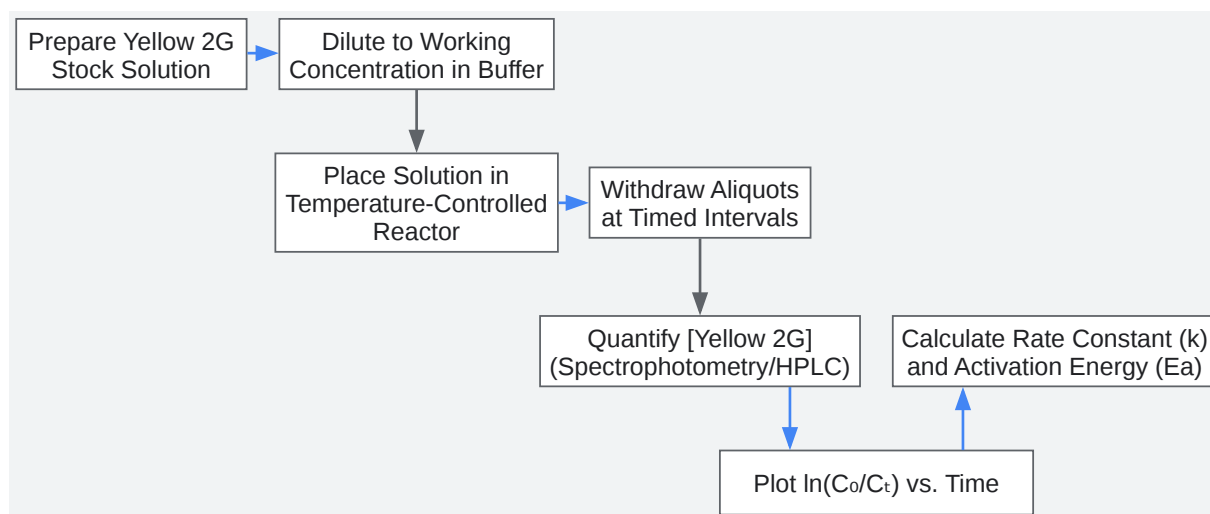 Prepare Yellow 2G
Stock Solution
Dilute to Working
Concentration in Buffer
Place Solution in
Temperature-Controlled
Reactor
Withdraw Aliquots
at Timed Intervals
Quantify [Yellow 2G]
(Spectrophotometry/HPLC)
Calculate Rate Constant (k)
and Activation Energy (Ea)
Plot ln(C₀/Cₜ) vs. Time